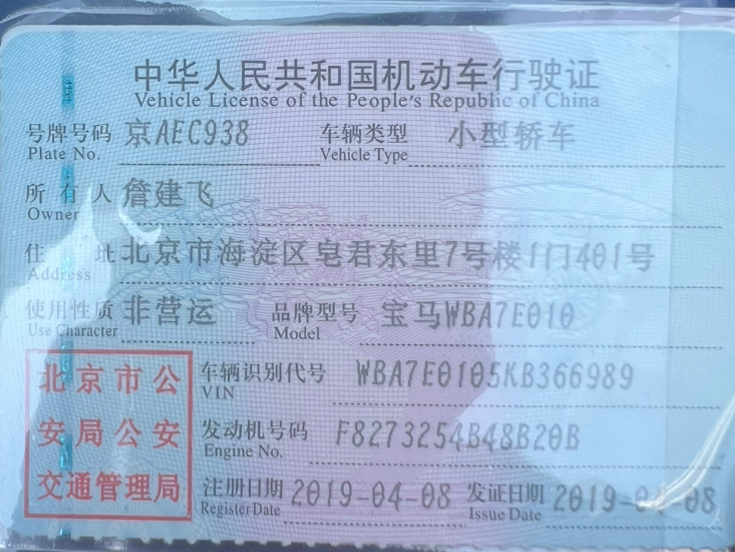 中华人民共和国机动车行驶证
Vehicle License of the People's Republic of China
号牌号码 京AEC938 车辆类型 小型轿车
Plate No. Vehicle Type
所有人 詹建飞
Owner
住址 北京市海淀区皂君东里7号楼1门401号
Address
使用性质 非营运 品牌型号 宝马WBA7E010
Use Character Model
北京市公安局公安交通管理局
车辆识别代号 WBA7E0105KB366989
VIN
发动机号码 F8273254B48B20B
Engine No.
注册日期 2019-04-08 发证日期 2019-04-08
Register Date Issue Date